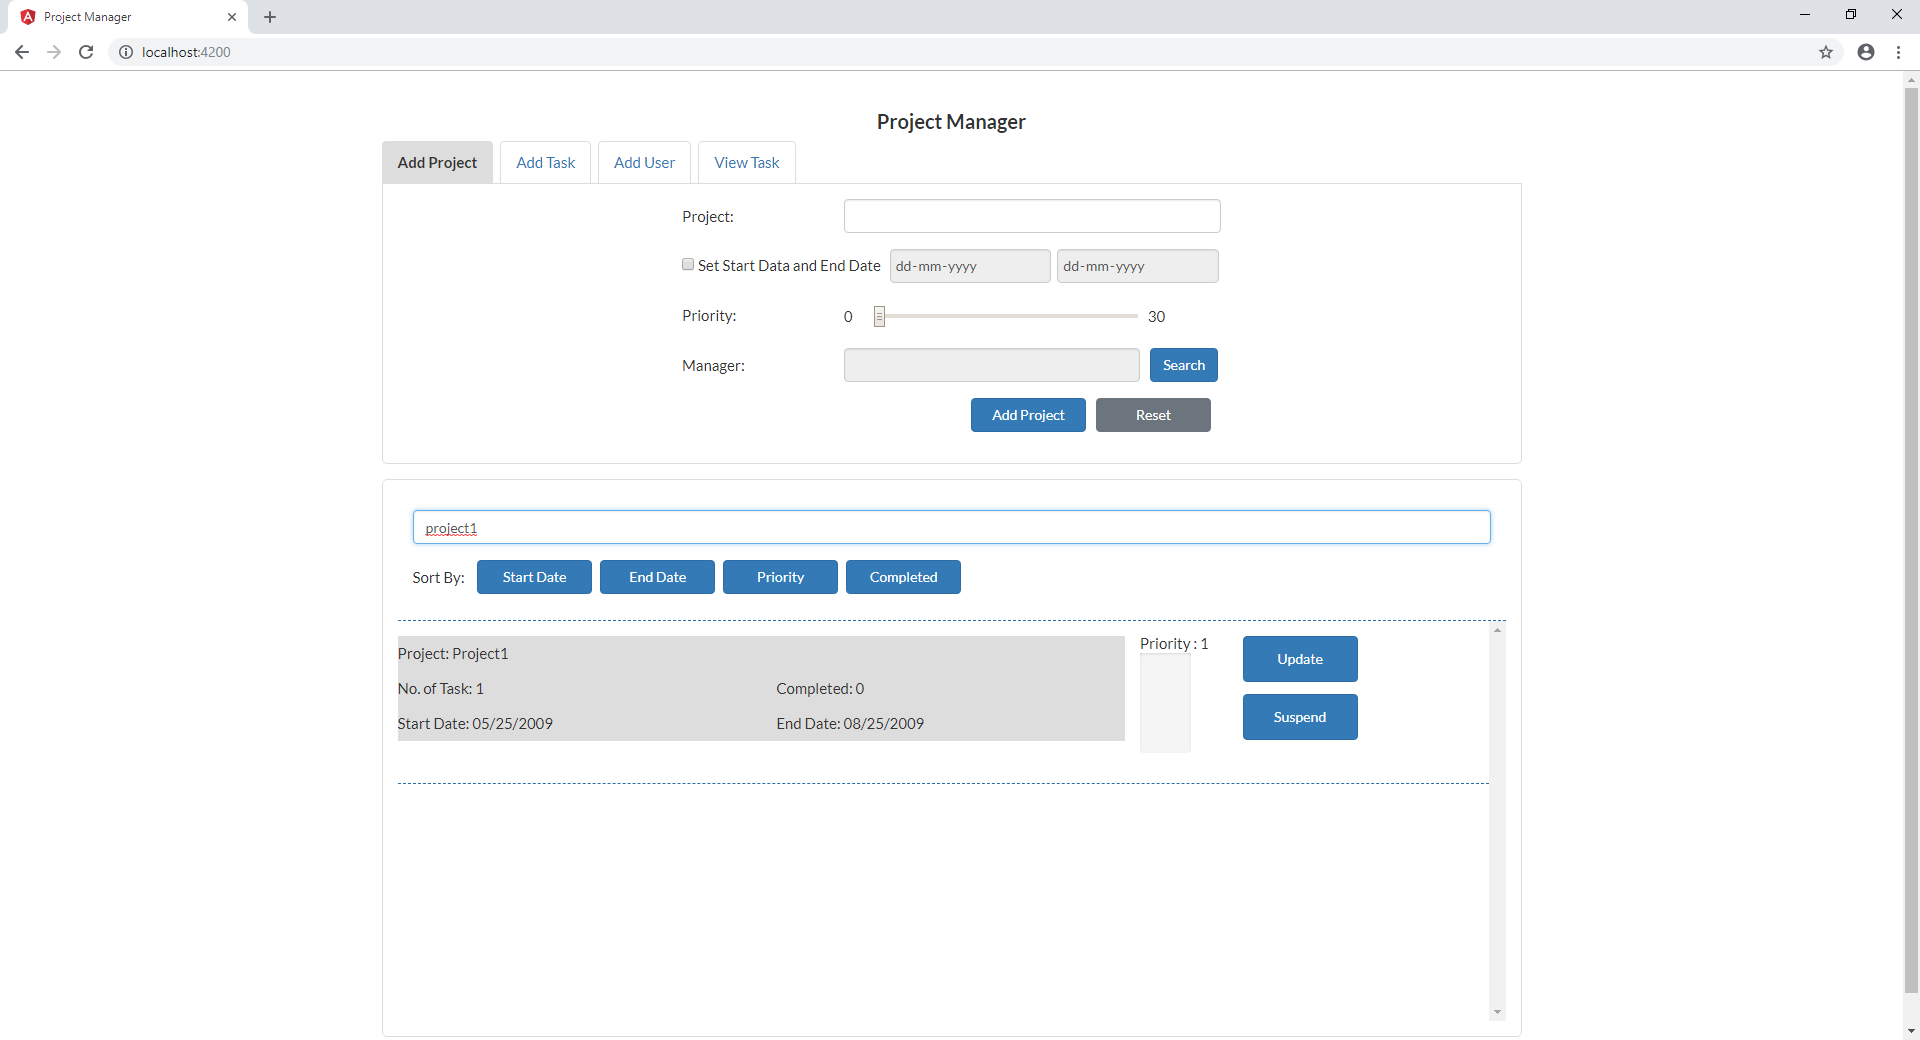 Project Manager
localhost:4200
Project Manager
Add Project Add Task Add User View Task
Project:
Set Start Data and End Date dd-mm-yyyy dd-mm-yyyy
Priority: 0 30
Manager: Search
Add Project Reset
project1
Sort By: Start Date End Date Priority Completed
Project: Project1 Priority : 1 Update
No. of Task: 1 Completed: 0
Start Date: 05/25/2009 End Date: 08/25/2009 Suspend